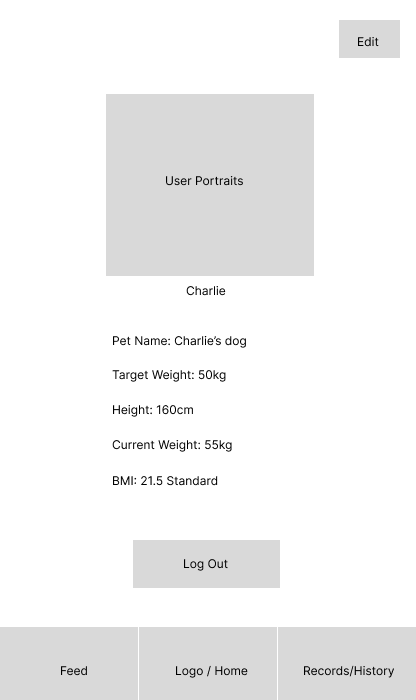 Edit
User Portraits
Charlie
Pet Name: Charlie’s dog
Target Weight: 50kg
Height: 160cm
Current Weight: 55kg
BMI: 21.5 Standard
Log Out
Feed
Logo / Home
Records/History